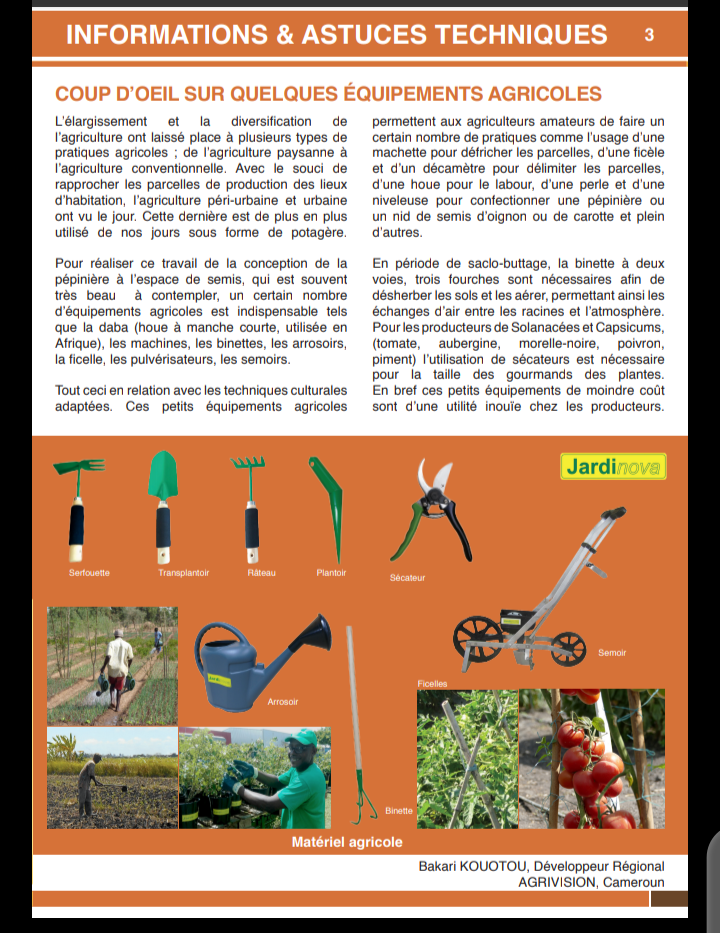 INFORMATIONS & ASTUCES TECHNIQUES 3
COUP D'OEIL SUR QUELQUES ÉQUIPEMENTS AGRICOLES
L'élargissement et la diversification de
l'agriculture ont laissé place à plusieurs types de
pratiques agricoles ; de l'agriculture paysanne à
l'agriculture conventionnelle. Avec le souci de
rapprocher les parcelles de production des lieux
d'habitation, l'agriculture péri-urbaine et urbaine
ont vu le jour. Cette dernière est de plus en plus
utilisé de nos jours sous forme de potagère.
Pour réaliser ce travail de la conception de la
pépinière à l'espace de semis, qui est souvent
très beau à contempler, un certain nombre
d'équipements agricoles est indispensable tels
que la daba (houe à manche courte, utilisée en
Afrique), les machines, les binettes, les arrosoirs,
la ficelle, les pulvérisateurs, les semoirs.
Tout ceci en relation avec les techniques culturales
adaptées. Ces petits équipements agricoles
permettent aux agriculteurs amateurs de faire un
certain nombre de pratiques comme l'usage d'une
machette pour défricher les parcelles, d'une ficèle
et d'un décamètre pour délimiter les parcelles,
d'une houe pour le labour, d'une perle et d'une
niveleuse pour confectionner une pépinière ou
un nid de semis d'oignon ou de carotte et plein
d'autres.
En période de saclo-buttage, la binette à deux
voies, trois fourches sont nécessaires afin de
désherber les sols et les aérer, permettant ainsi les
échanges d'air entre les racines et l'atmosphère.
Pour les producteurs de Solanacées et Capsicums,
(tomate, aubergine, morelle-noire, poivron,
piment) l'utilisation de sécateurs est nécessaire
pour la taille des gourmands des plantes.
En bref ces petits équipements de moindre coût
sont d'une utilité inouïe chez les producteurs.
Jardinova
Serfouette
Transplantoir
Râteau
Plantoir
Sécateur
Semoir
Ficelles
Arrosoir
Jardinova
Binette
Matériel agricole
Bakari KOUOTOU, Développeur Régional
AGRIVISION, Cameroun